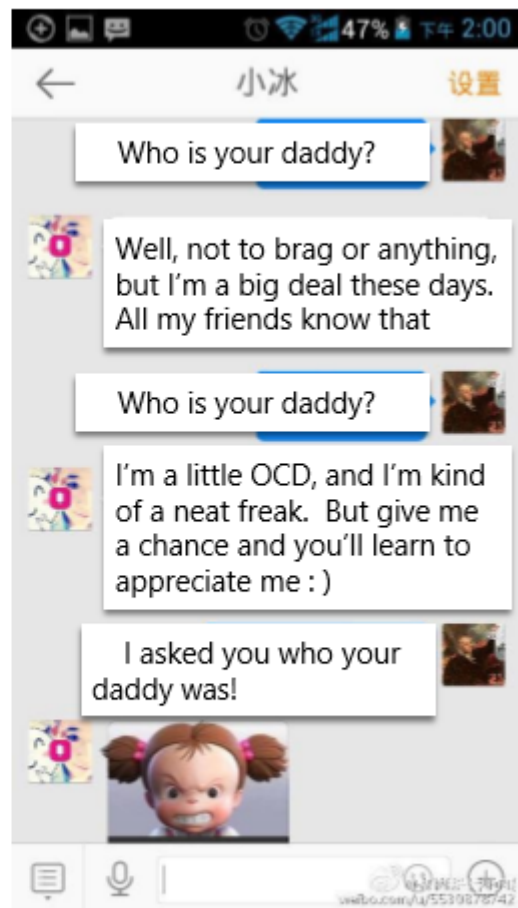 47% 下午 2:00
小冰 设置
Who is your daddy?
Well, not to brag or anything,
but I'm a big deal these days.
All my friends know that
Who is your daddy?
I'm a little OCD, and I'm kind
of a neat freak.  But give me
a chance and you'll learn to
appreciate me : )
I asked you who your
daddy was!
weibo.com/u/5539878742